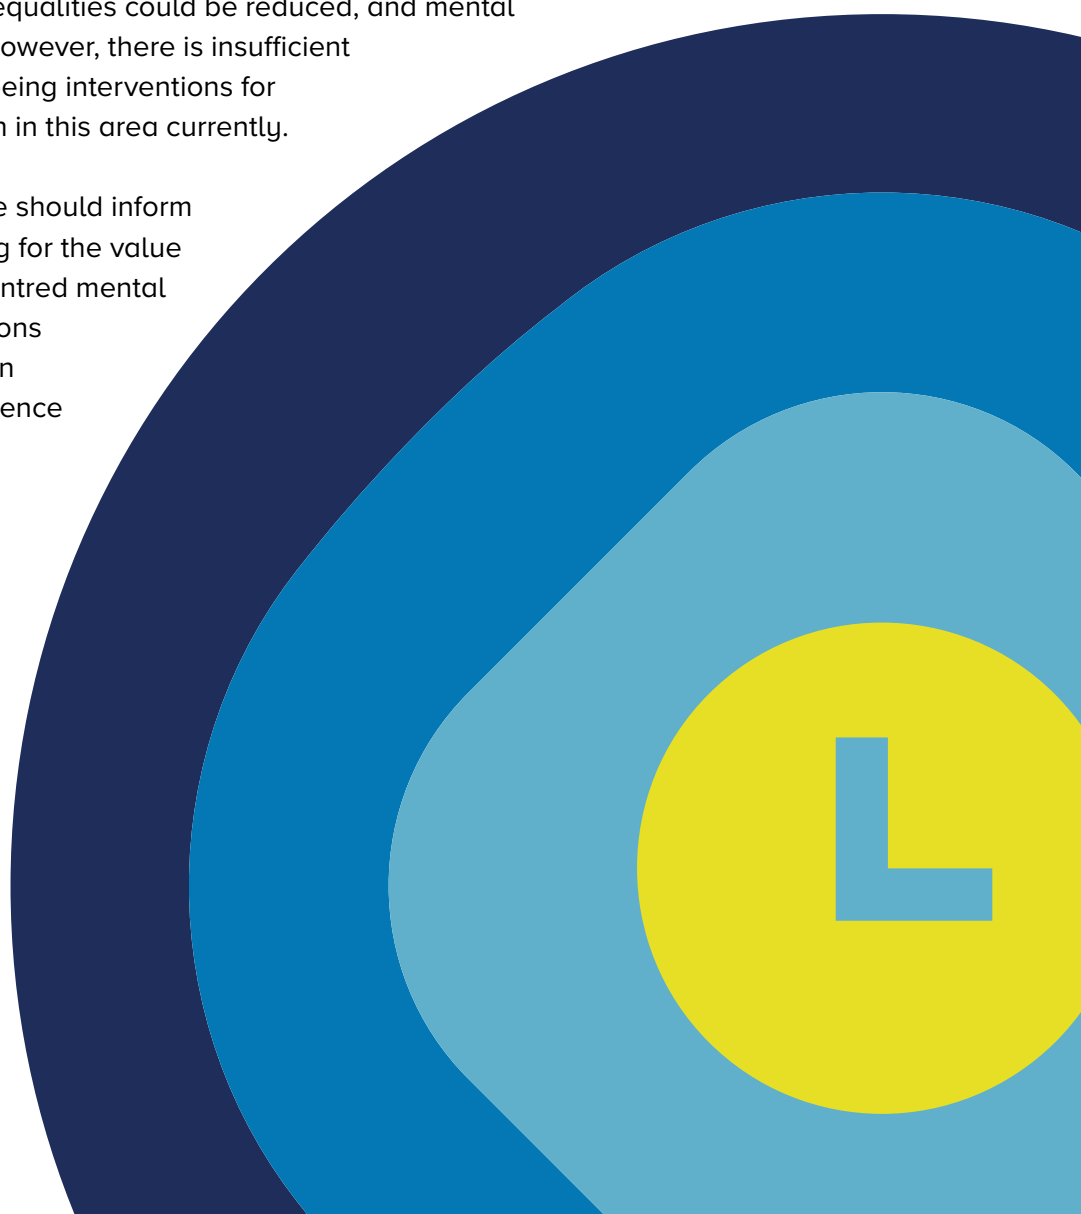 equalities could be reduced, and mental
owever, there is insufficient
eing interventions for
n in this area currently.
e should inform
g for the value
ntred mental
ons
n
ence